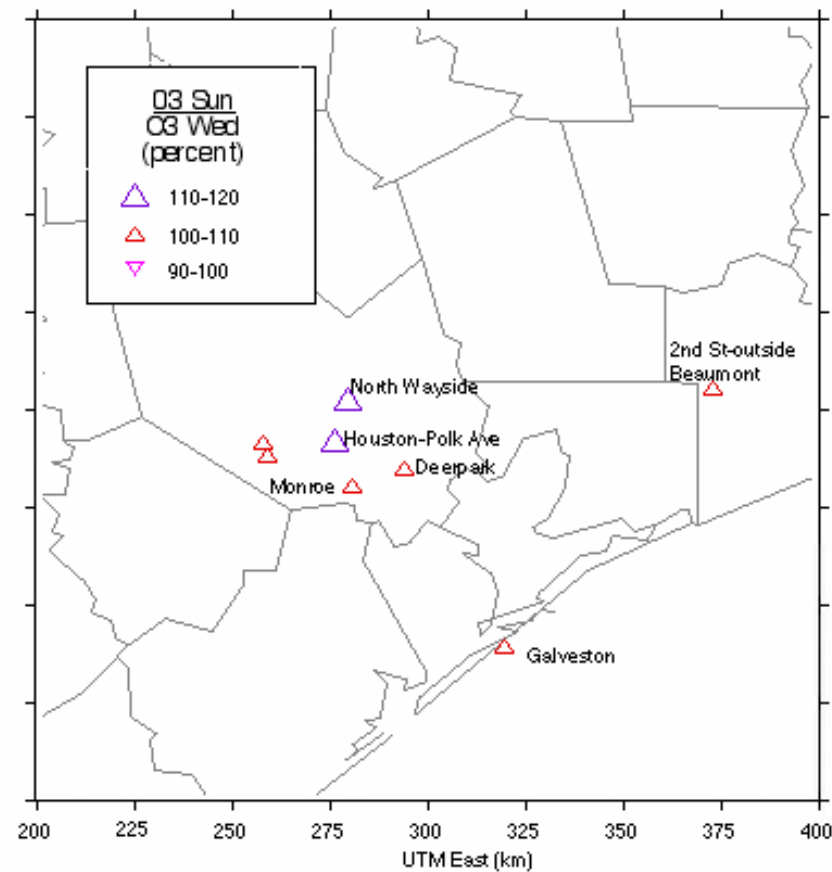 O3 Sun
O3 Wed
(percent)
110-120
100-110
90-100
2nd St-outside
Beaumont
North Wayside
Houston-Polk Ave
Deerpark
Monroe
Galveston
200 225 250 275 300 325 350 375 400
UTM East (km)